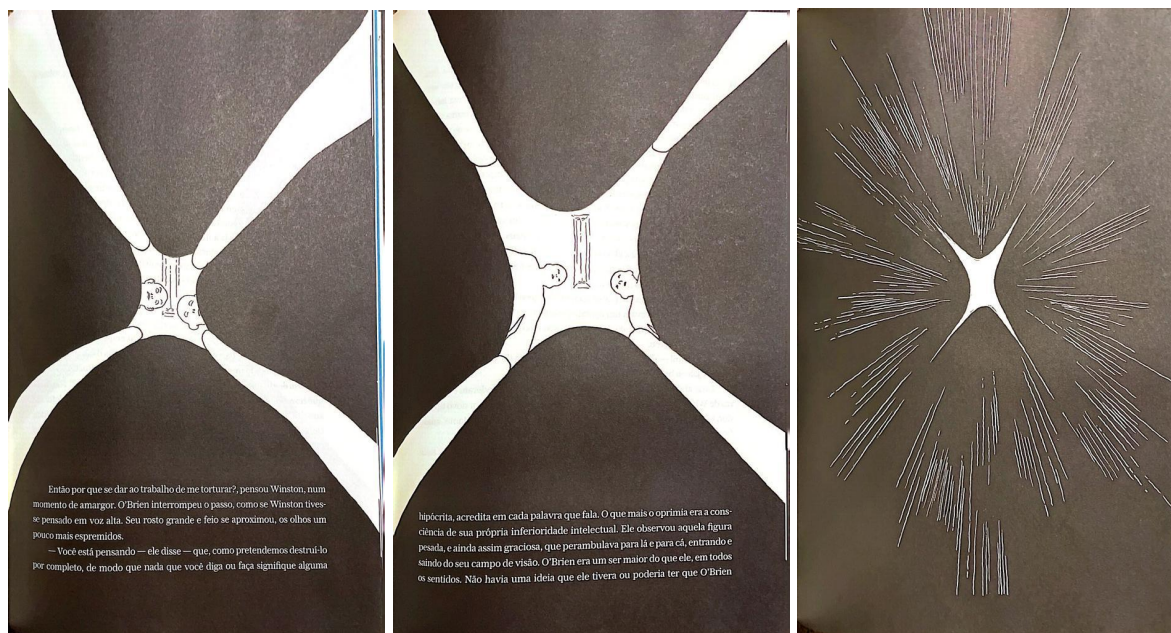 Então por que se dar ao trabalho de me torturar?, pensou Winston, num
momento de amargor. O'Brien interrompeu o passo, como se Winston tives-
se pensado em voz alta. Seu rosto grande e feio se aproximou, os olhos um
pouco mais espremidos.
— Você está pensando — ele disse — que, como pretendemos destruí-lo
por completo, de modo que nada que você diga ou faça signifique alguma
hipócrita, acredita em cada palavra que fala. O que mais o oprimia era a cons-
ciência de sua própria inferioridade intelectual. Ele observou aquela figura
pesada, e ainda assim graciosa, que perambulava para lá e para cá, entrando e
saindo do seu campo de visão. O'Brien era um ser maior do que ele, em todos
os sentidos. Não havia uma ideia que ele tivera ou poderia ter que O'Brien